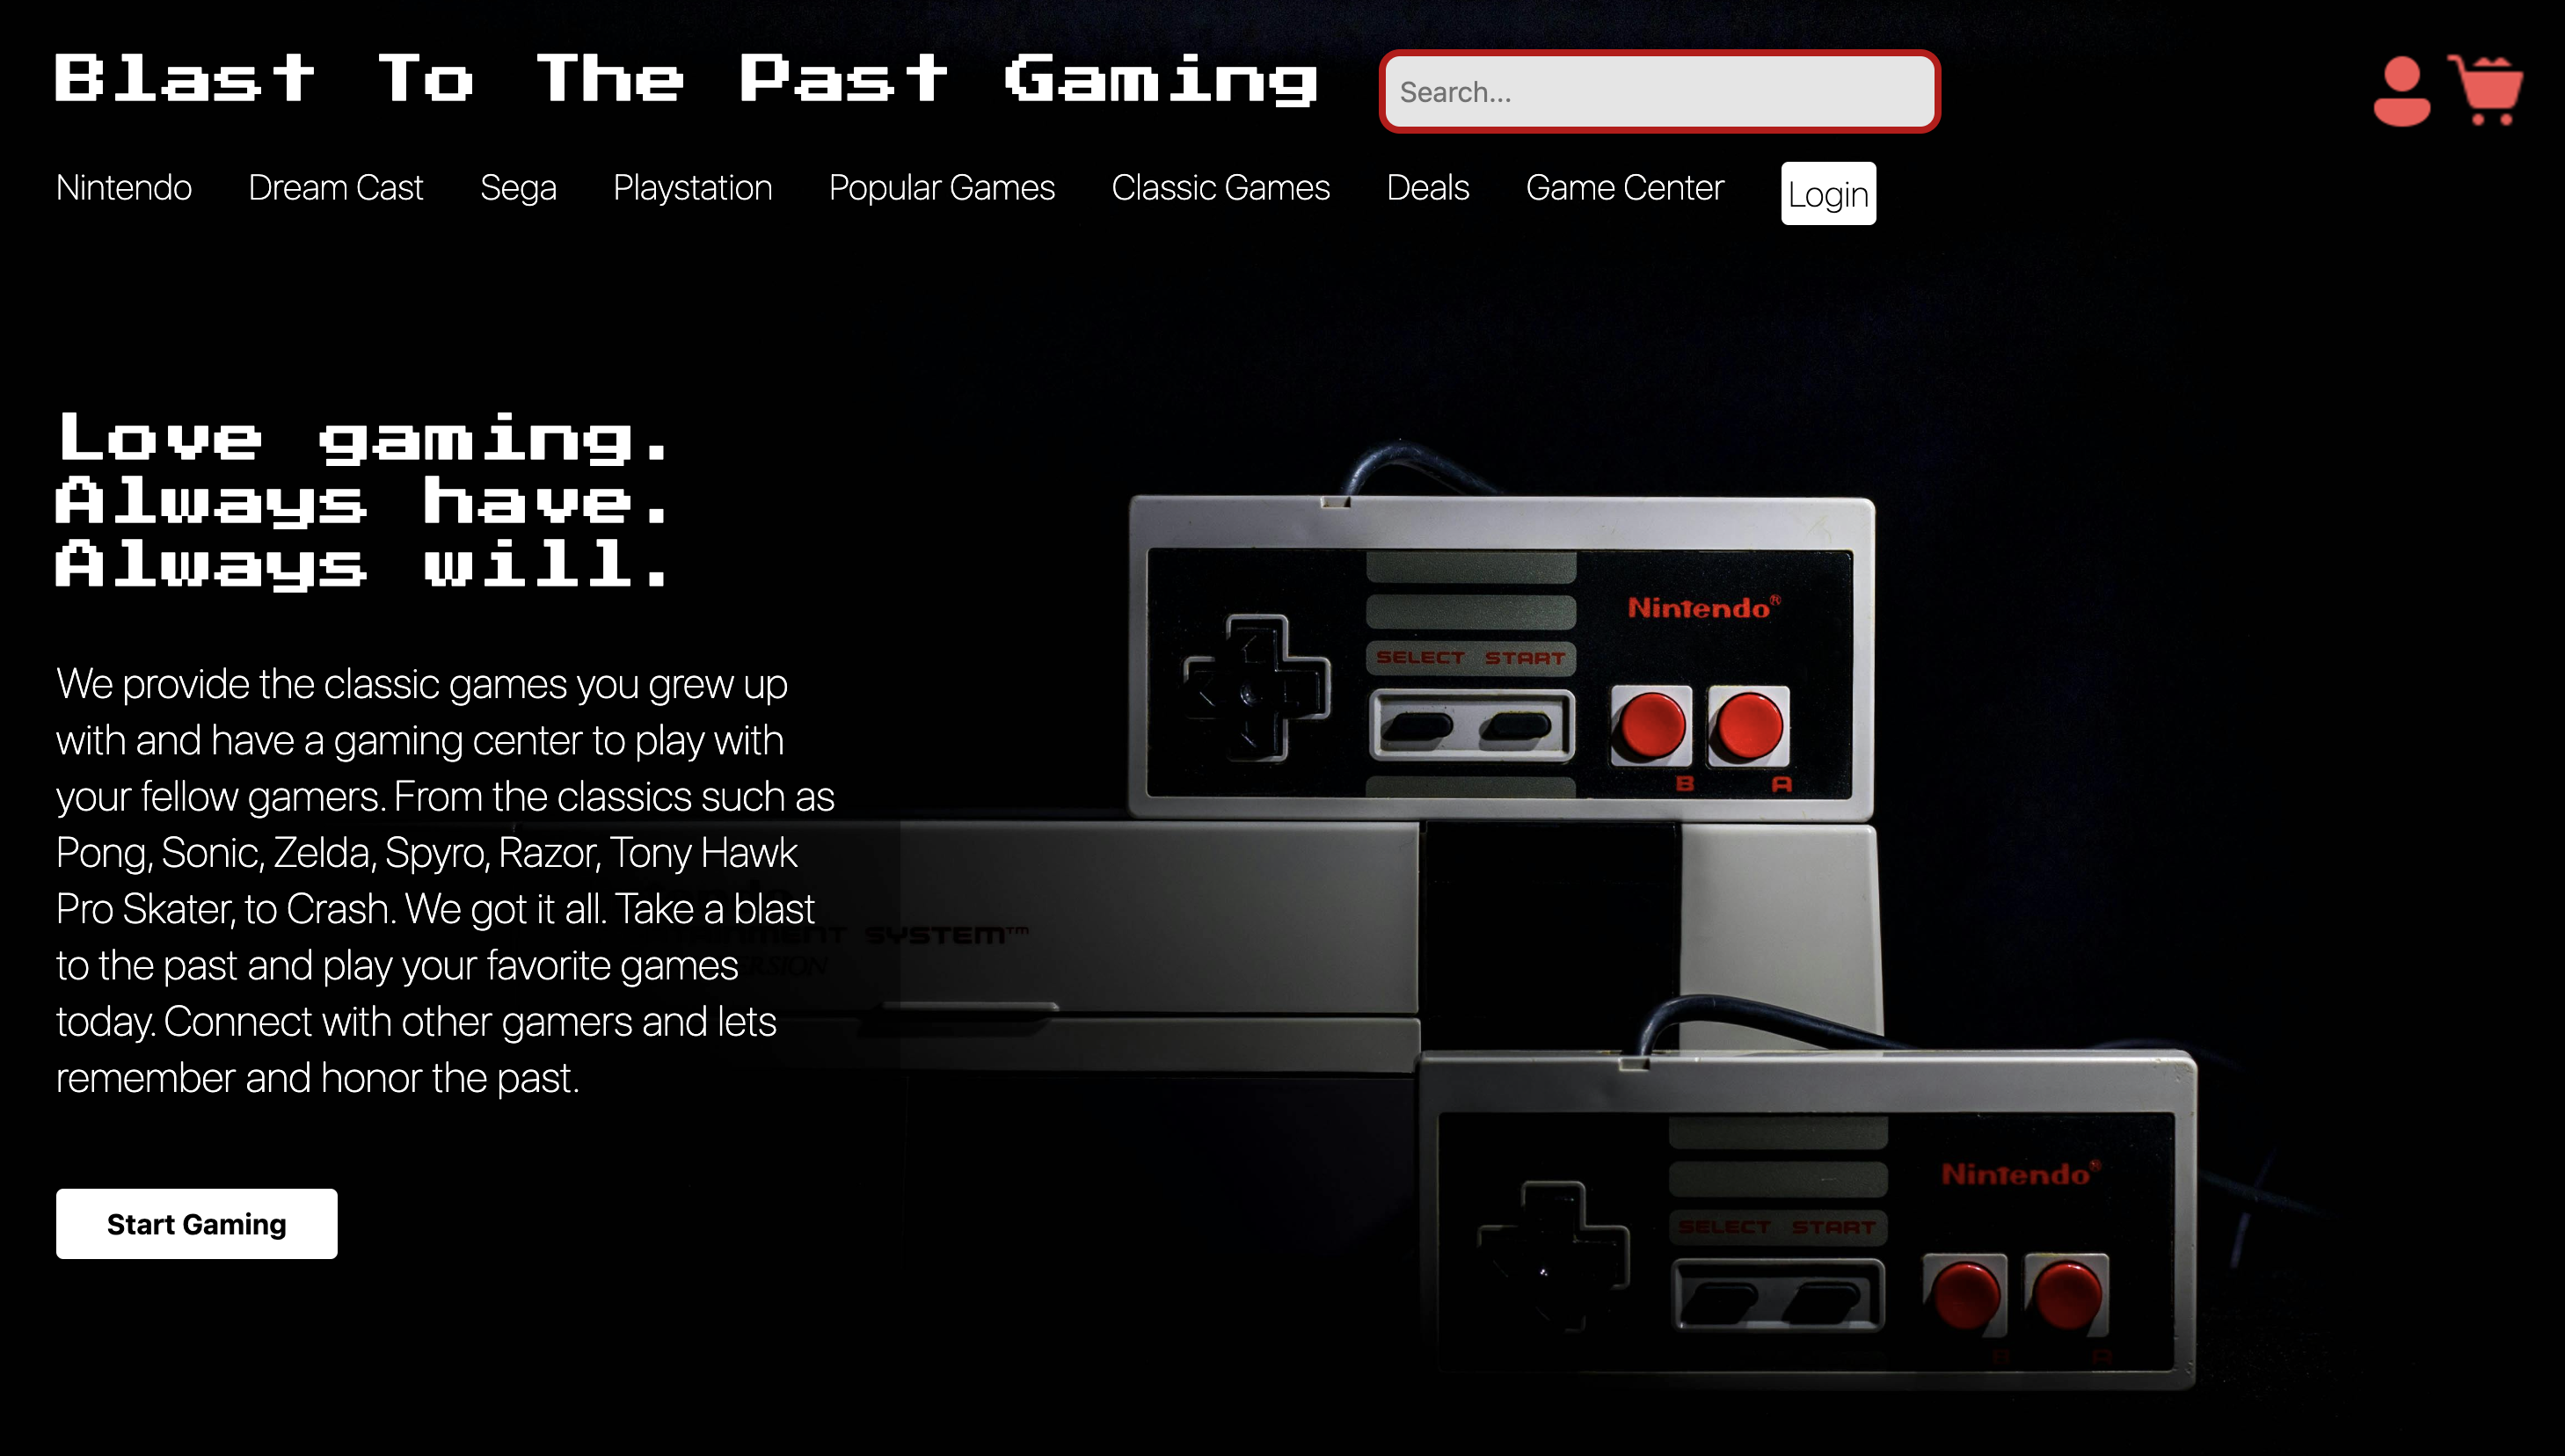 Blast To The Past Gaming
Search...
Nintendo Dream Cast Sega Playstation Popular Games Classic Games Deals Game Center Login
Love gaming.
Always have.
Always will.
We provide the classic games you grew up
with and have a gaming center to play with
your fellow gamers. From the classics such as
Pong, Sonic, Zelda, Spyro, Razor, Tony Hawk
Pro Skater, to Crash. We got it all. Take a blast
to the past and play your favorite games
today. Connect with other gamers and lets
remember and honor the past.
Start Gaming
Nintendo®
SELECT START
B A
SYSTEM™
Nintendo®
SELECT START
B A